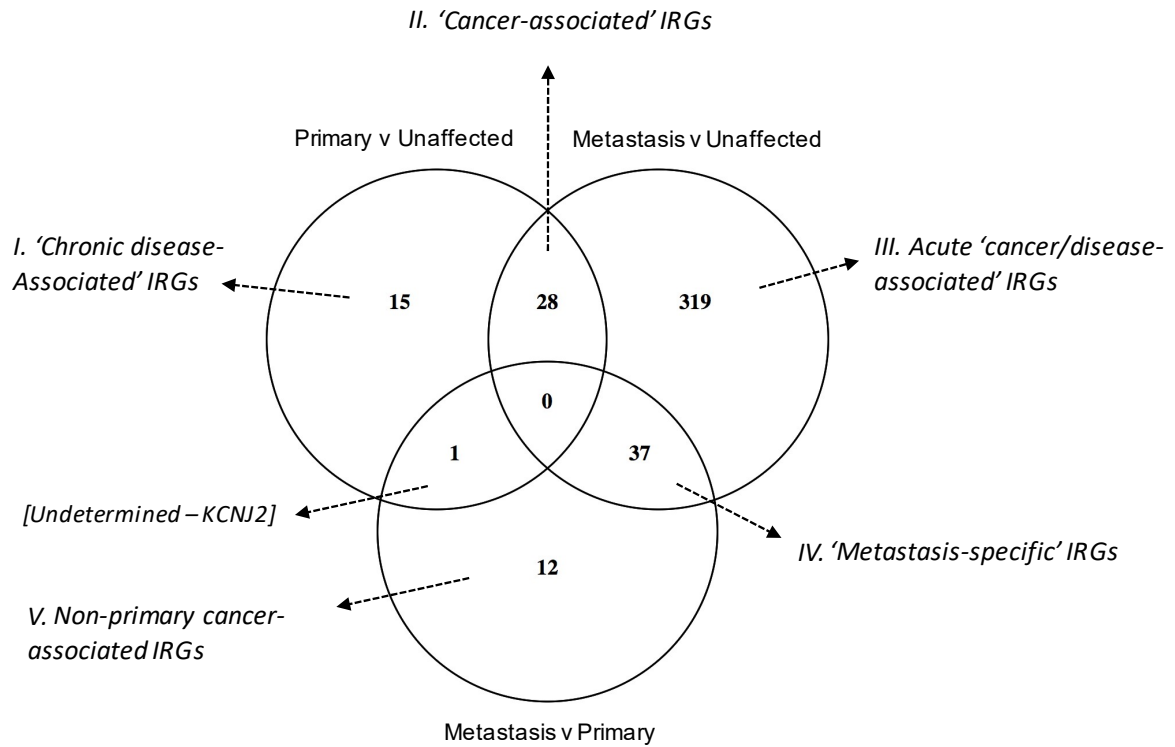 II. ‘Cancer-associated’ IRGs
Primary v Unaffected
Metastasis v Unaffected
I. ‘Chronic disease-
Associated’ IRGs
III. Acute ‘cancer/disease-
associated’ IRGs
15
28
319
0
1
37
[Undetermined – KCNJ2]
IV. ‘Metastasis-specific’ IRGs
12
V. Non-primary cancer-
associated IRGs
Metastasis v Primary